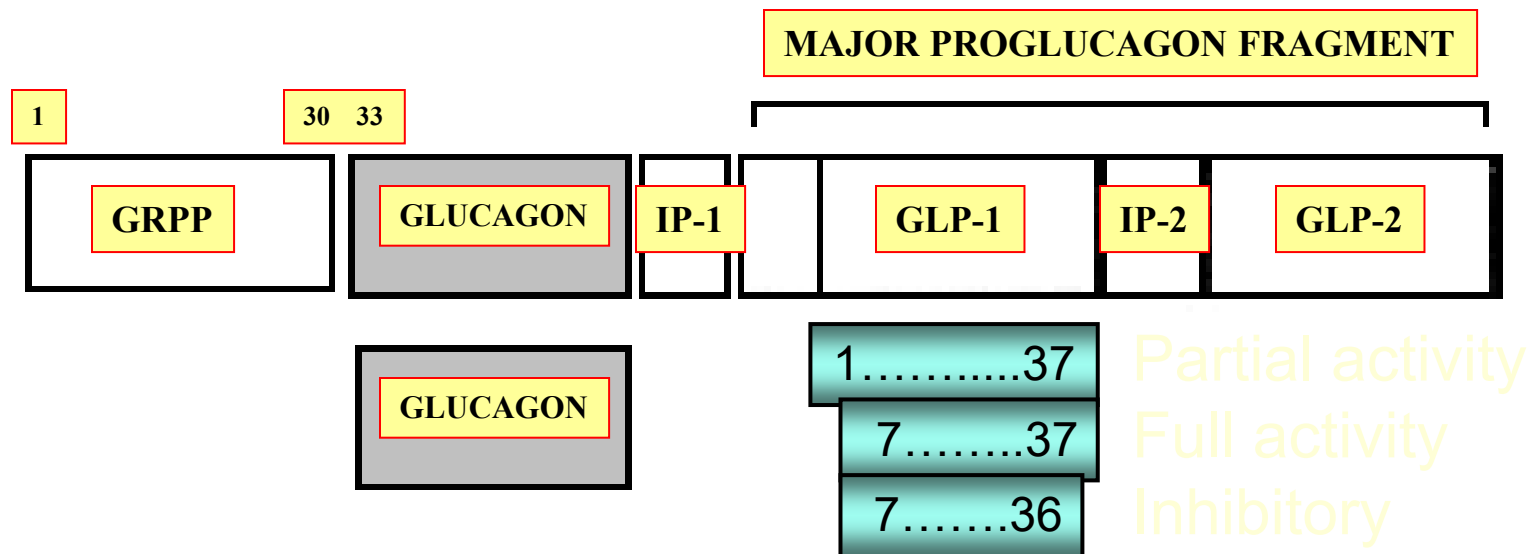 MAJOR PROGLUCAGON FRAGMENT
1
30 33
GRPP
GLUCAGON
IP-1
GLP-1
IP-2
GLP-2
GLUCAGON
1…….....37 Partial activity
7……..37 Full activity
7…….36 Inhibitory